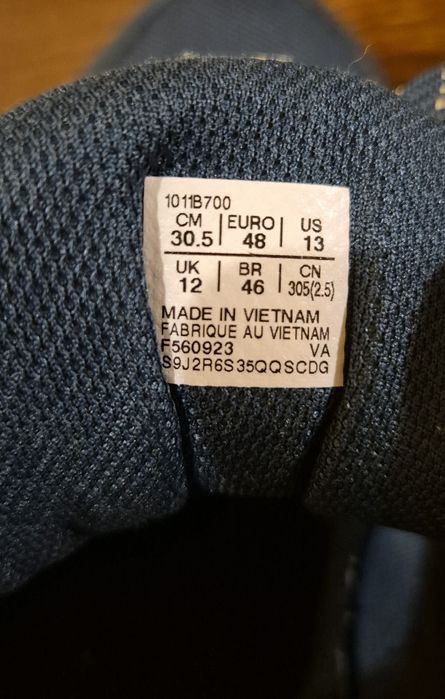 1011B700
CM EURO US
30.5 48 13
UK BR CN
12 46 305(2.5)
MADE IN VIETNAM
FABRIQUE AU VIETNAM
F560923 VA
S9J2R6S35QQSCDG